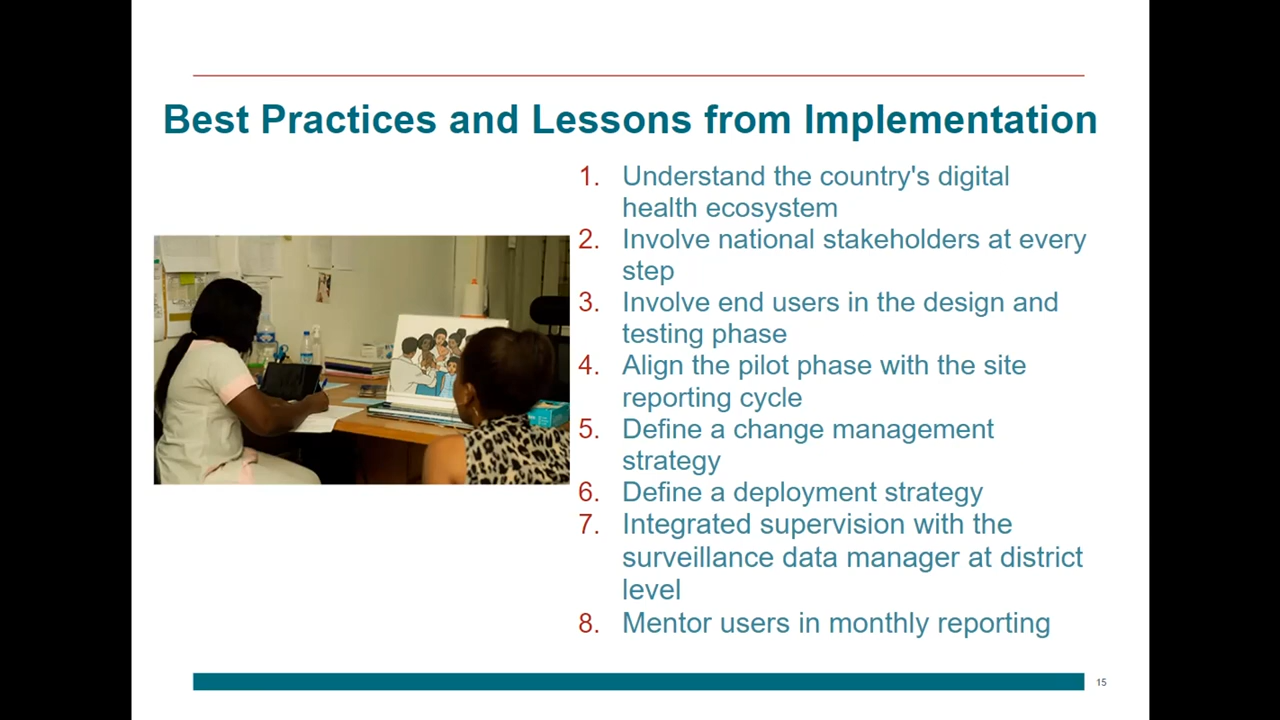 Best Practices and Lessons from Implementation
1. Understand the country's digital
health ecosystem
2. Involve national stakeholders at every
step
3. Involve end users in the design and
testing phase
4. Align the pilot phase with the site
reporting cycle
5. Define a change management
strategy
6. Define a deployment strategy
7. Integrated supervision with the
surveillance data manager at district
level
8. Mentor users in monthly reporting
15